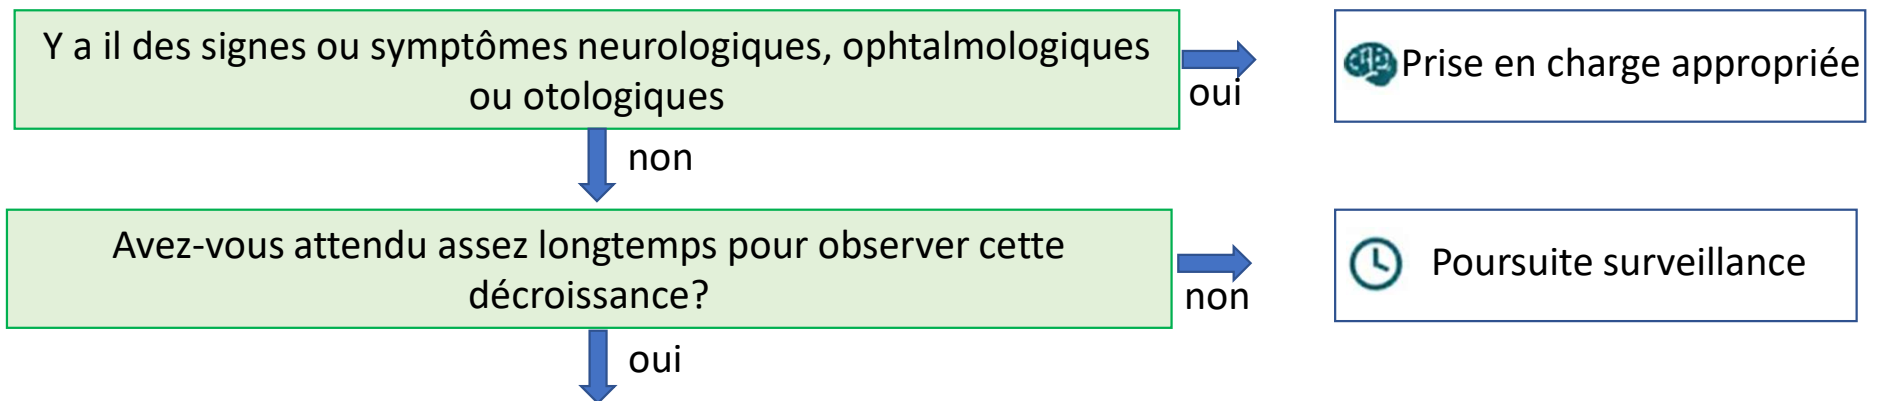 Y a il des signes ou symptômes neurologiques, ophtalmologiques
ou otologiques
oui
Prise en charge appropriée
non
Avez-vous attendu assez longtemps pour observer cette
décroissance?
non
Poursuite surveillance
oui